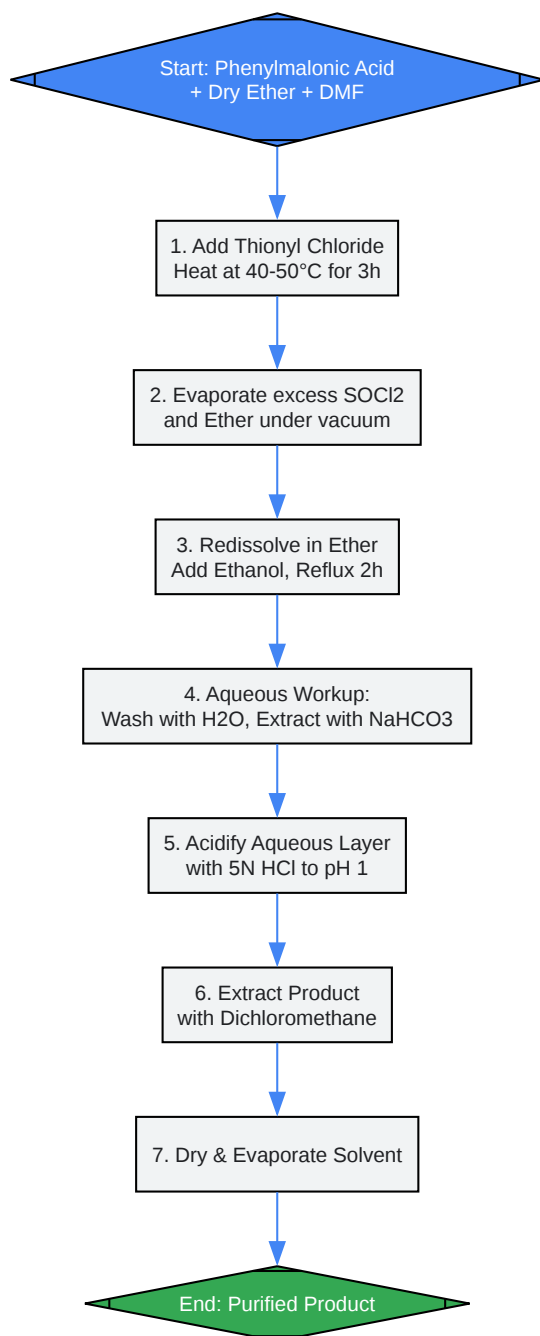 Start: Phenylmalonic Acid
+ Dry Ether + DMF
1. Add Thionyl Chloride
Heat at 40-50°C for 3h
2. Evaporate excess SOCl2
and Ether under vacuum
3. Redissolve in Ether
Add Ethanol, Reflux 2h
4. Aqueous Workup:
Wash with H2O, Extract with NaHCO3
5. Acidify Aqueous Layer
with 5N HCl to pH 1
6. Extract Product
with Dichloromethane
7. Dry & Evaporate Solvent
End: Purified Product